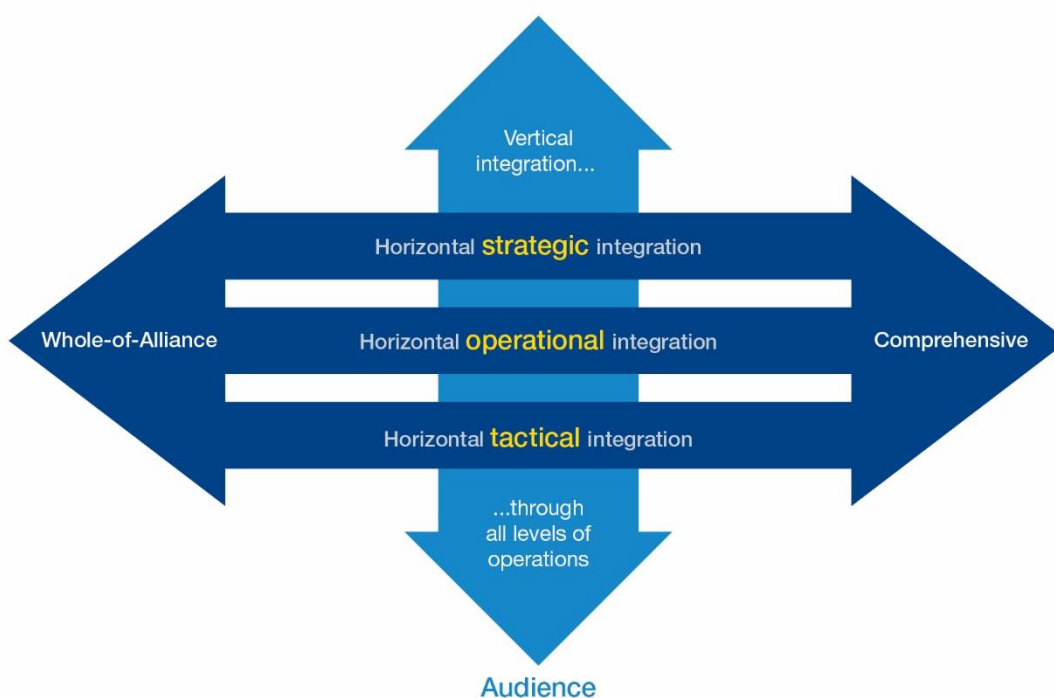 Vertical
integration...
Horizontal strategic integration
Whole-of-Alliance
Horizontal operational integration
Comprehensive
Horizontal tactical integration
...through
all levels of
operations
Audience